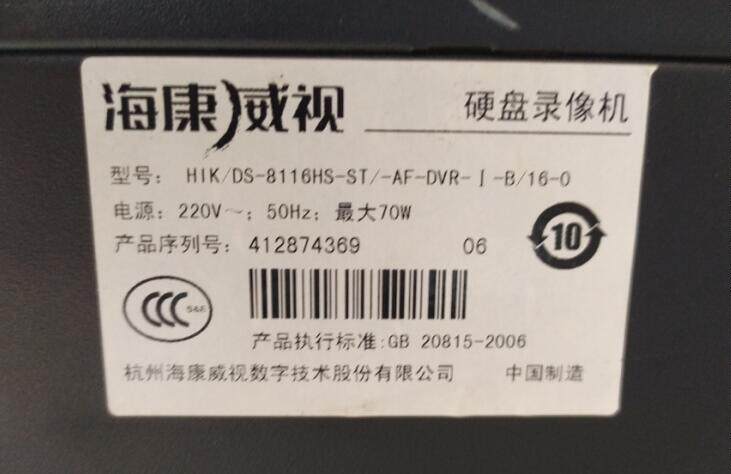 海康威视 硬盘录像机
型号: HIK/DS-8116HS-ST/-AF-DVR-Ⅰ-B/16-0
电源: 220V～; 50Hz; 最大70W
产品序列号: 412874369 06
10
CCC S&E
产品执行标准:GB 20815-2006
杭州海康威视数字技术股份有限公司 中国制造